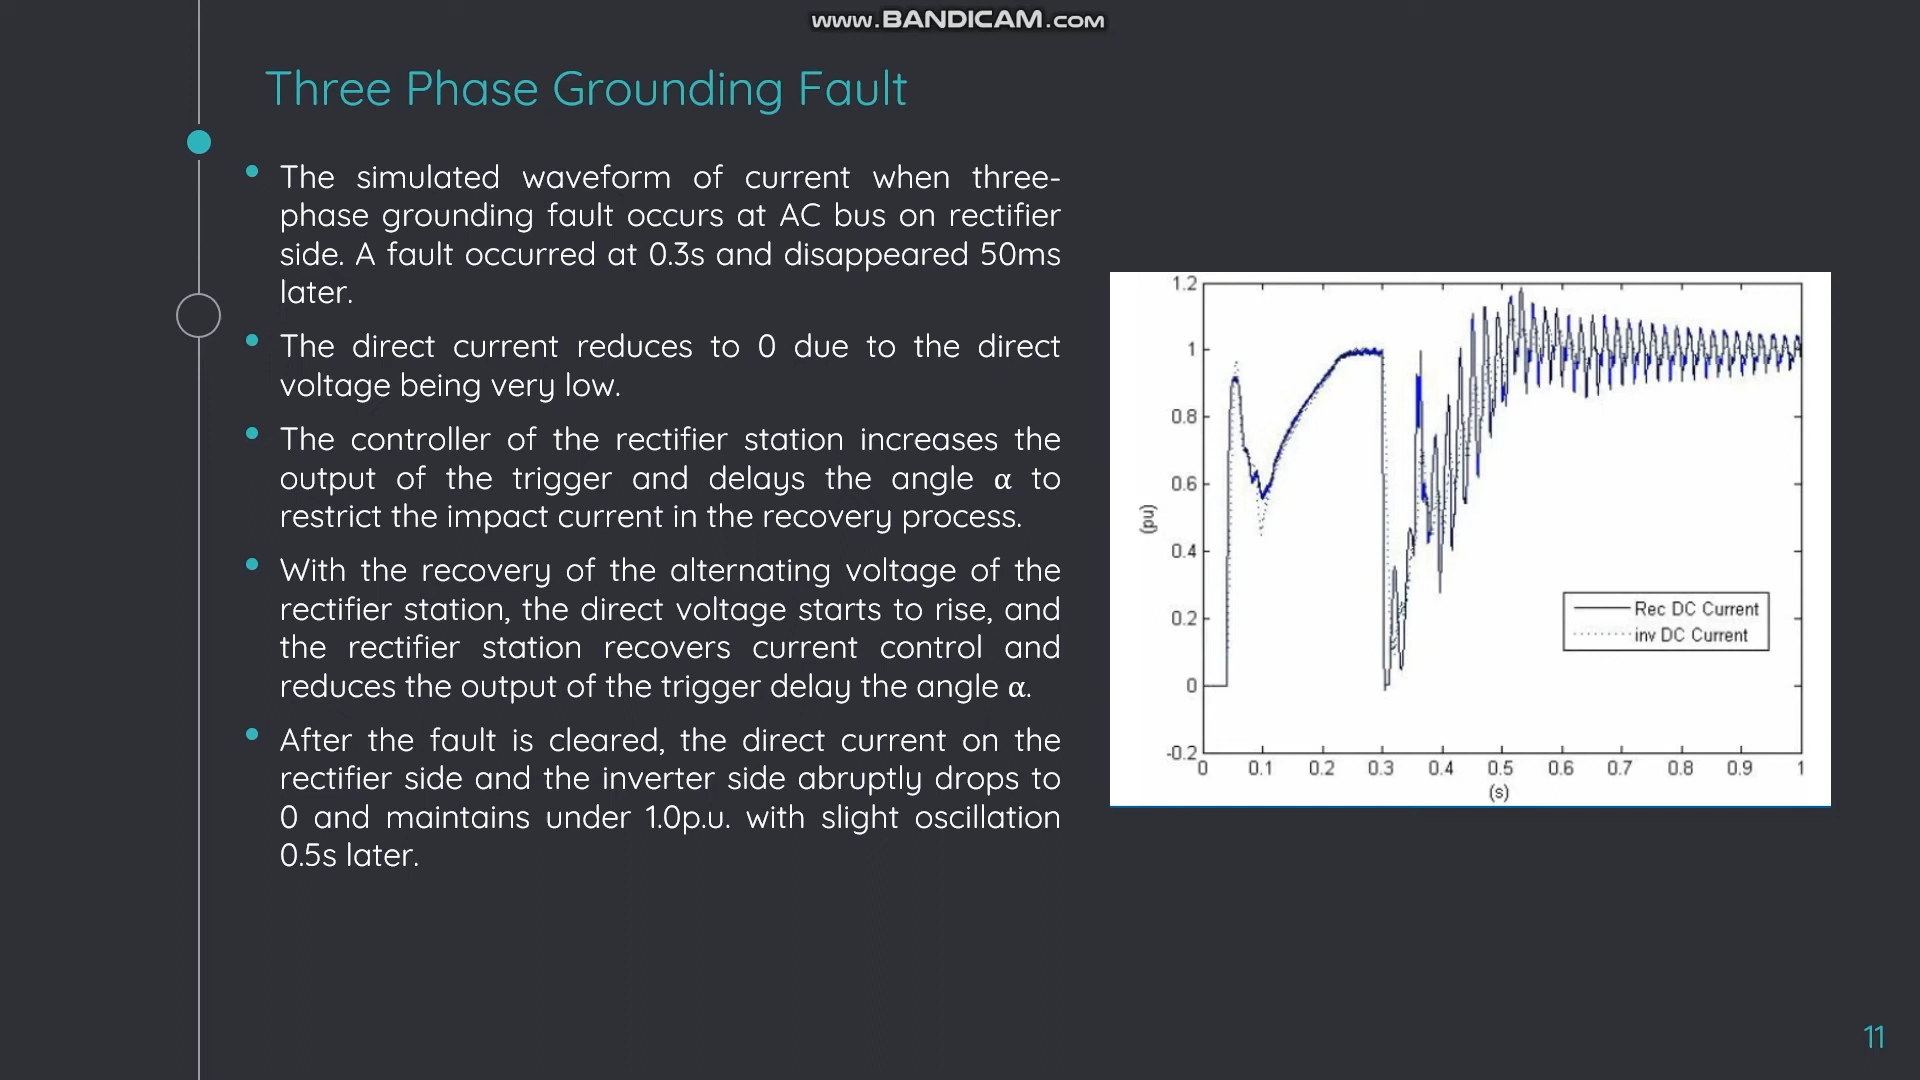 www.BANDICAM.com
Three Phase Grounding Fault
• The simulated waveform of current when three-
phase grounding fault occurs at AC bus on rectifier
side. A fault occurred at 0.3s and disappeared 50ms
later.
• The direct current reduces to 0 due to the direct
voltage being very low.
• The controller of the rectifier station increases the
output of the trigger and delays the angle α to
restrict the impact current in the recovery process.
• With the recovery of the alternating voltage of the
rectifier station, the direct voltage starts to rise, and
the rectifier station recovers current control and
reduces the output of the trigger delay the angle α.
• After the fault is cleared, the direct current on the
rectifier side and the inverter side abruptly drops to
0 and maintains under 1.0p.u. with slight oscillation
0.5s later.
1.2
1
0.8
0.6
(pu)
0.4
0.2
0
-0.2
Rec DC Current
inv DC Current
0 0.1 0.2 0.3 0.4 0.5 0.6 0.7 0.8 0.9 1
(s)
11